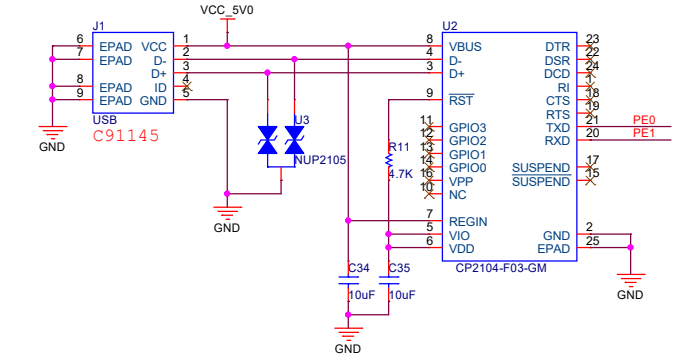 VCC_5V0
J1
6 EPAD VCC 1
7 EPAD D- 2
D+ 3
8 EPAD ID 4
9 EPAD GND 5
USB
C91145
GND
U3
NUP2105
GND
U2
8 VBUS DTR 23
4 D- DSR 22
3 D+ DCD 24
RI 1
9 RST CTS 18
RTS 19
11 GPIO3 TXD 21 PE0
12 GPIO2 RXD 20 PE1
13 GPIO1
14 GPIO0 SUSPEND 17
16 VPP SUSPEND 15
10 NC
7 REGIN
5 VIO GND 2
6 VDD EPAD 25
CP2104-F03-GM
R11
4.7K
C34
10uF
C35
10uF
GND
GND